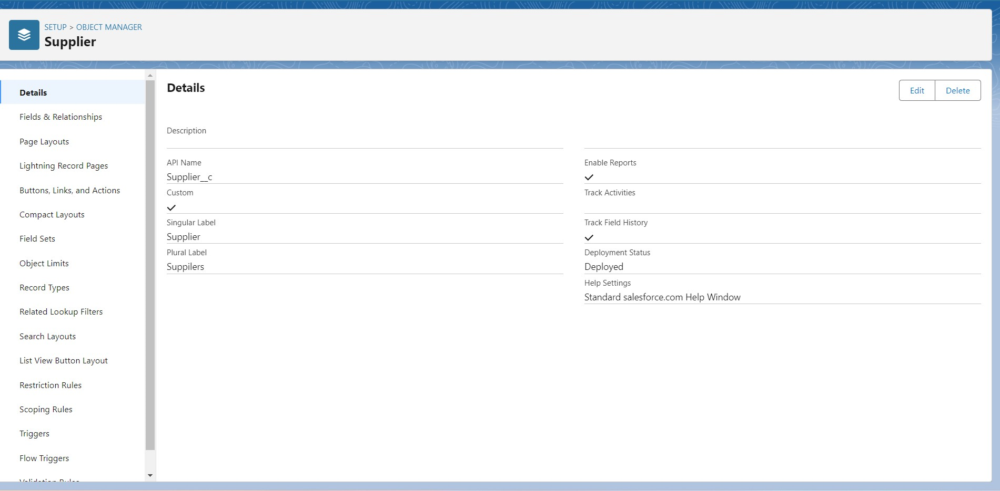 SETUP > OBJECT MANAGER
Supplier
Details
Fields & Relationships
Page Layouts
Lightning Record Pages
Buttons, Links, and Actions
Compact Layouts
Field Sets
Object Limits
Record Types
Related Lookup Filters
Search Layouts
List View Button Layout
Restriction Rules
Scoping Rules
Triggers
Flow Triggers
Validation Rules
Details
Edit
Delete
Description
API Name
Supplier__c
Custom
Singular Label
Supplier
Plural Label
Suppilers
Enable Reports
Track Activities
Track Field History
Deployment Status
Deployed
Help Settings
Standard salesforce.com Help Window